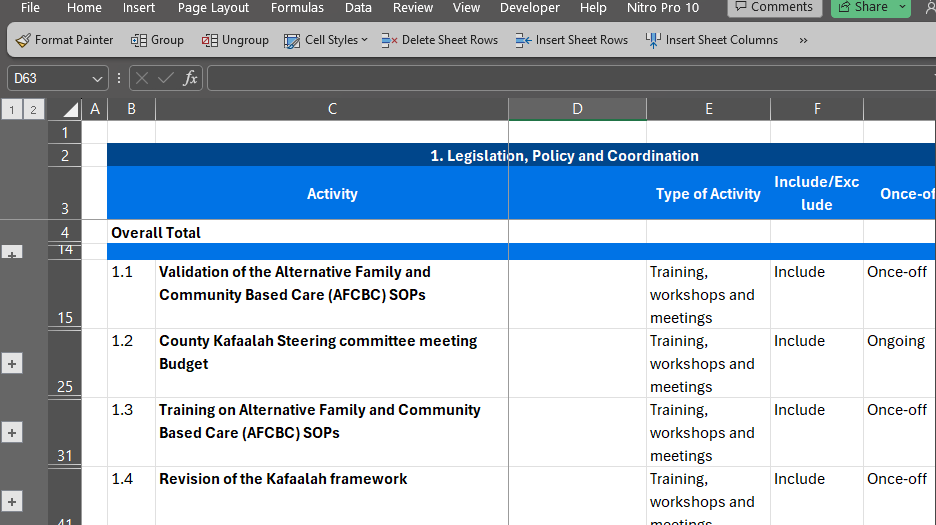 File Home Insert Page Layout Formulas Data Review View Developer Help Nitro Pro 10 Comments Share
Format Painter Group Ungroup Cell Styles Delete Sheet Rows Insert Sheet Rows Insert Sheet Columns »
D63 fx
1 2 A B C D E F
1
2 1. Legislation, Policy and Coordination
3 Activity Type of Activity Include/Exc
lude Once-of
4 Overall Total
14
15 1.1 Validation of the Alternative Family and
Community Based Care (AFCBC) SOPs Training,
workshops and
meetings Include Once-off
25 1.2 County Kafaalah Steering committee meeting
Budget Training,
workshops and
meetings Include Ongoing
31 1.3 Training on Alternative Family and Community
Based Care (AFCBC) SOPs Training,
workshops and
meetings Include Once-off
41 1.4 Revision of the Kafaalah framework Training,
workshops and
meetings Include Once-off